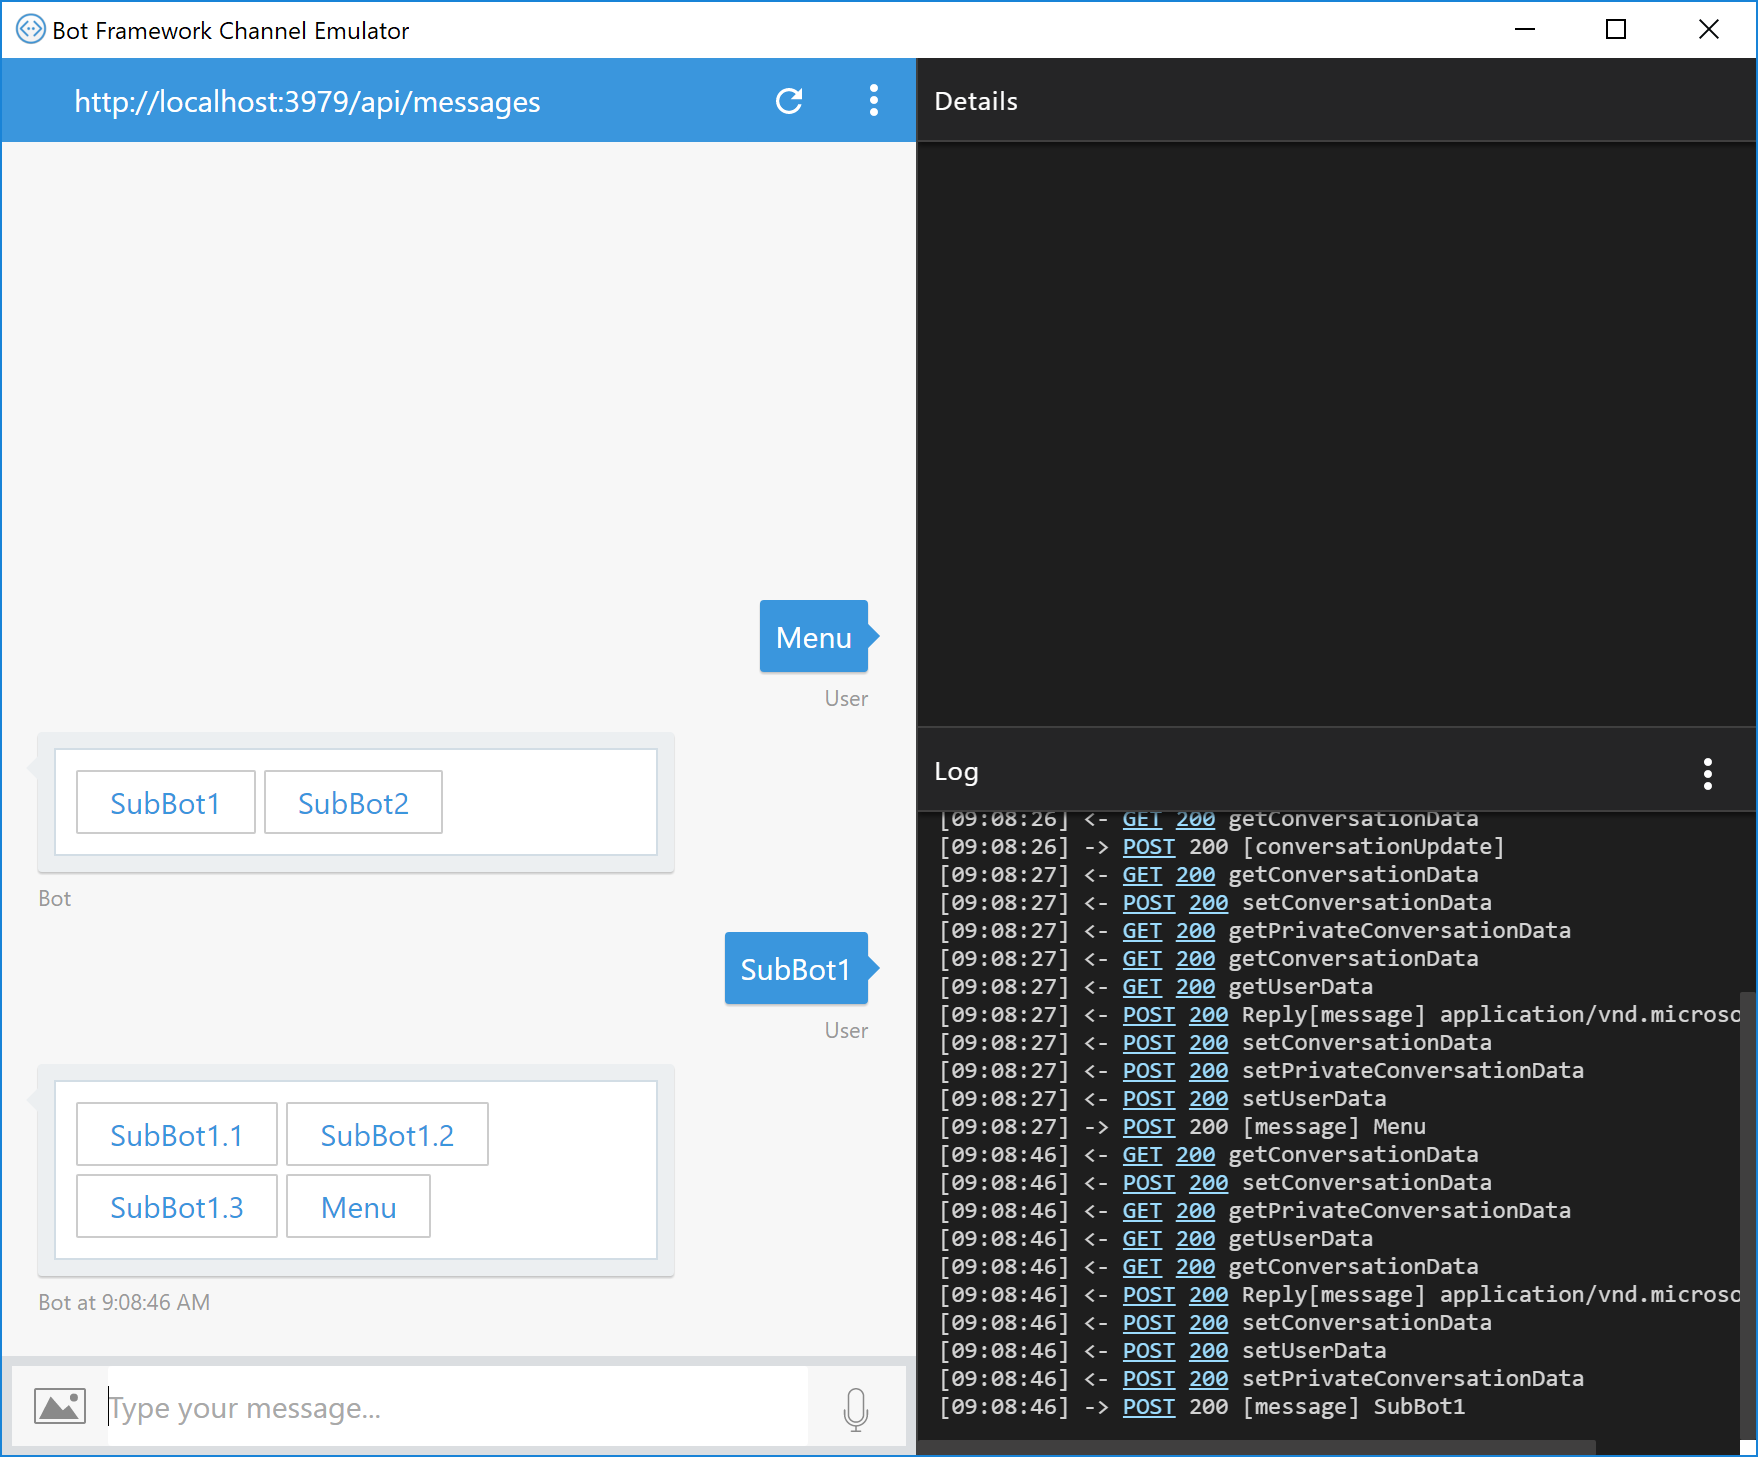 Bot Framework Channel Emulator
http://localhost:3979/api/messages
Menu
User
SubBot1 SubBot2
Bot
SubBot1
User
SubBot1.1 SubBot1.2
SubBot1.3 Menu
Bot at 9:08:46 AM
Type your message...
Details
Log
[09:08:26] <- GET 200 getConversationData
[09:08:26] -> POST 200 [conversationUpdate]
[09:08:27] <- GET 200 getConversationData
[09:08:27] <- POST 200 setConversationData
[09:08:27] <- GET 200 getPrivateConversationData
[09:08:27] <- GET 200 getConversationData
[09:08:27] <- GET 200 getUserData
[09:08:27] <- POST 200 Reply[message] application/vnd.microso
[09:08:27] <- POST 200 setConversationData
[09:08:27] <- POST 200 setPrivateConversationData
[09:08:27] <- POST 200 setUserData
[09:08:27] -> POST 200 [message] Menu
[09:08:46] <- GET 200 getConversationData
[09:08:46] <- POST 200 setConversationData
[09:08:46] <- GET 200 getPrivateConversationData
[09:08:46] <- GET 200 getUserData
[09:08:46] <- GET 200 getConversationData
[09:08:46] <- POST 200 Reply[message] application/vnd.microso
[09:08:46] <- POST 200 setConversationData
[09:08:46] <- POST 200 setUserData
[09:08:46] <- POST 200 setPrivateConversationData
[09:08:46] -> POST 200 [message] SubBot1